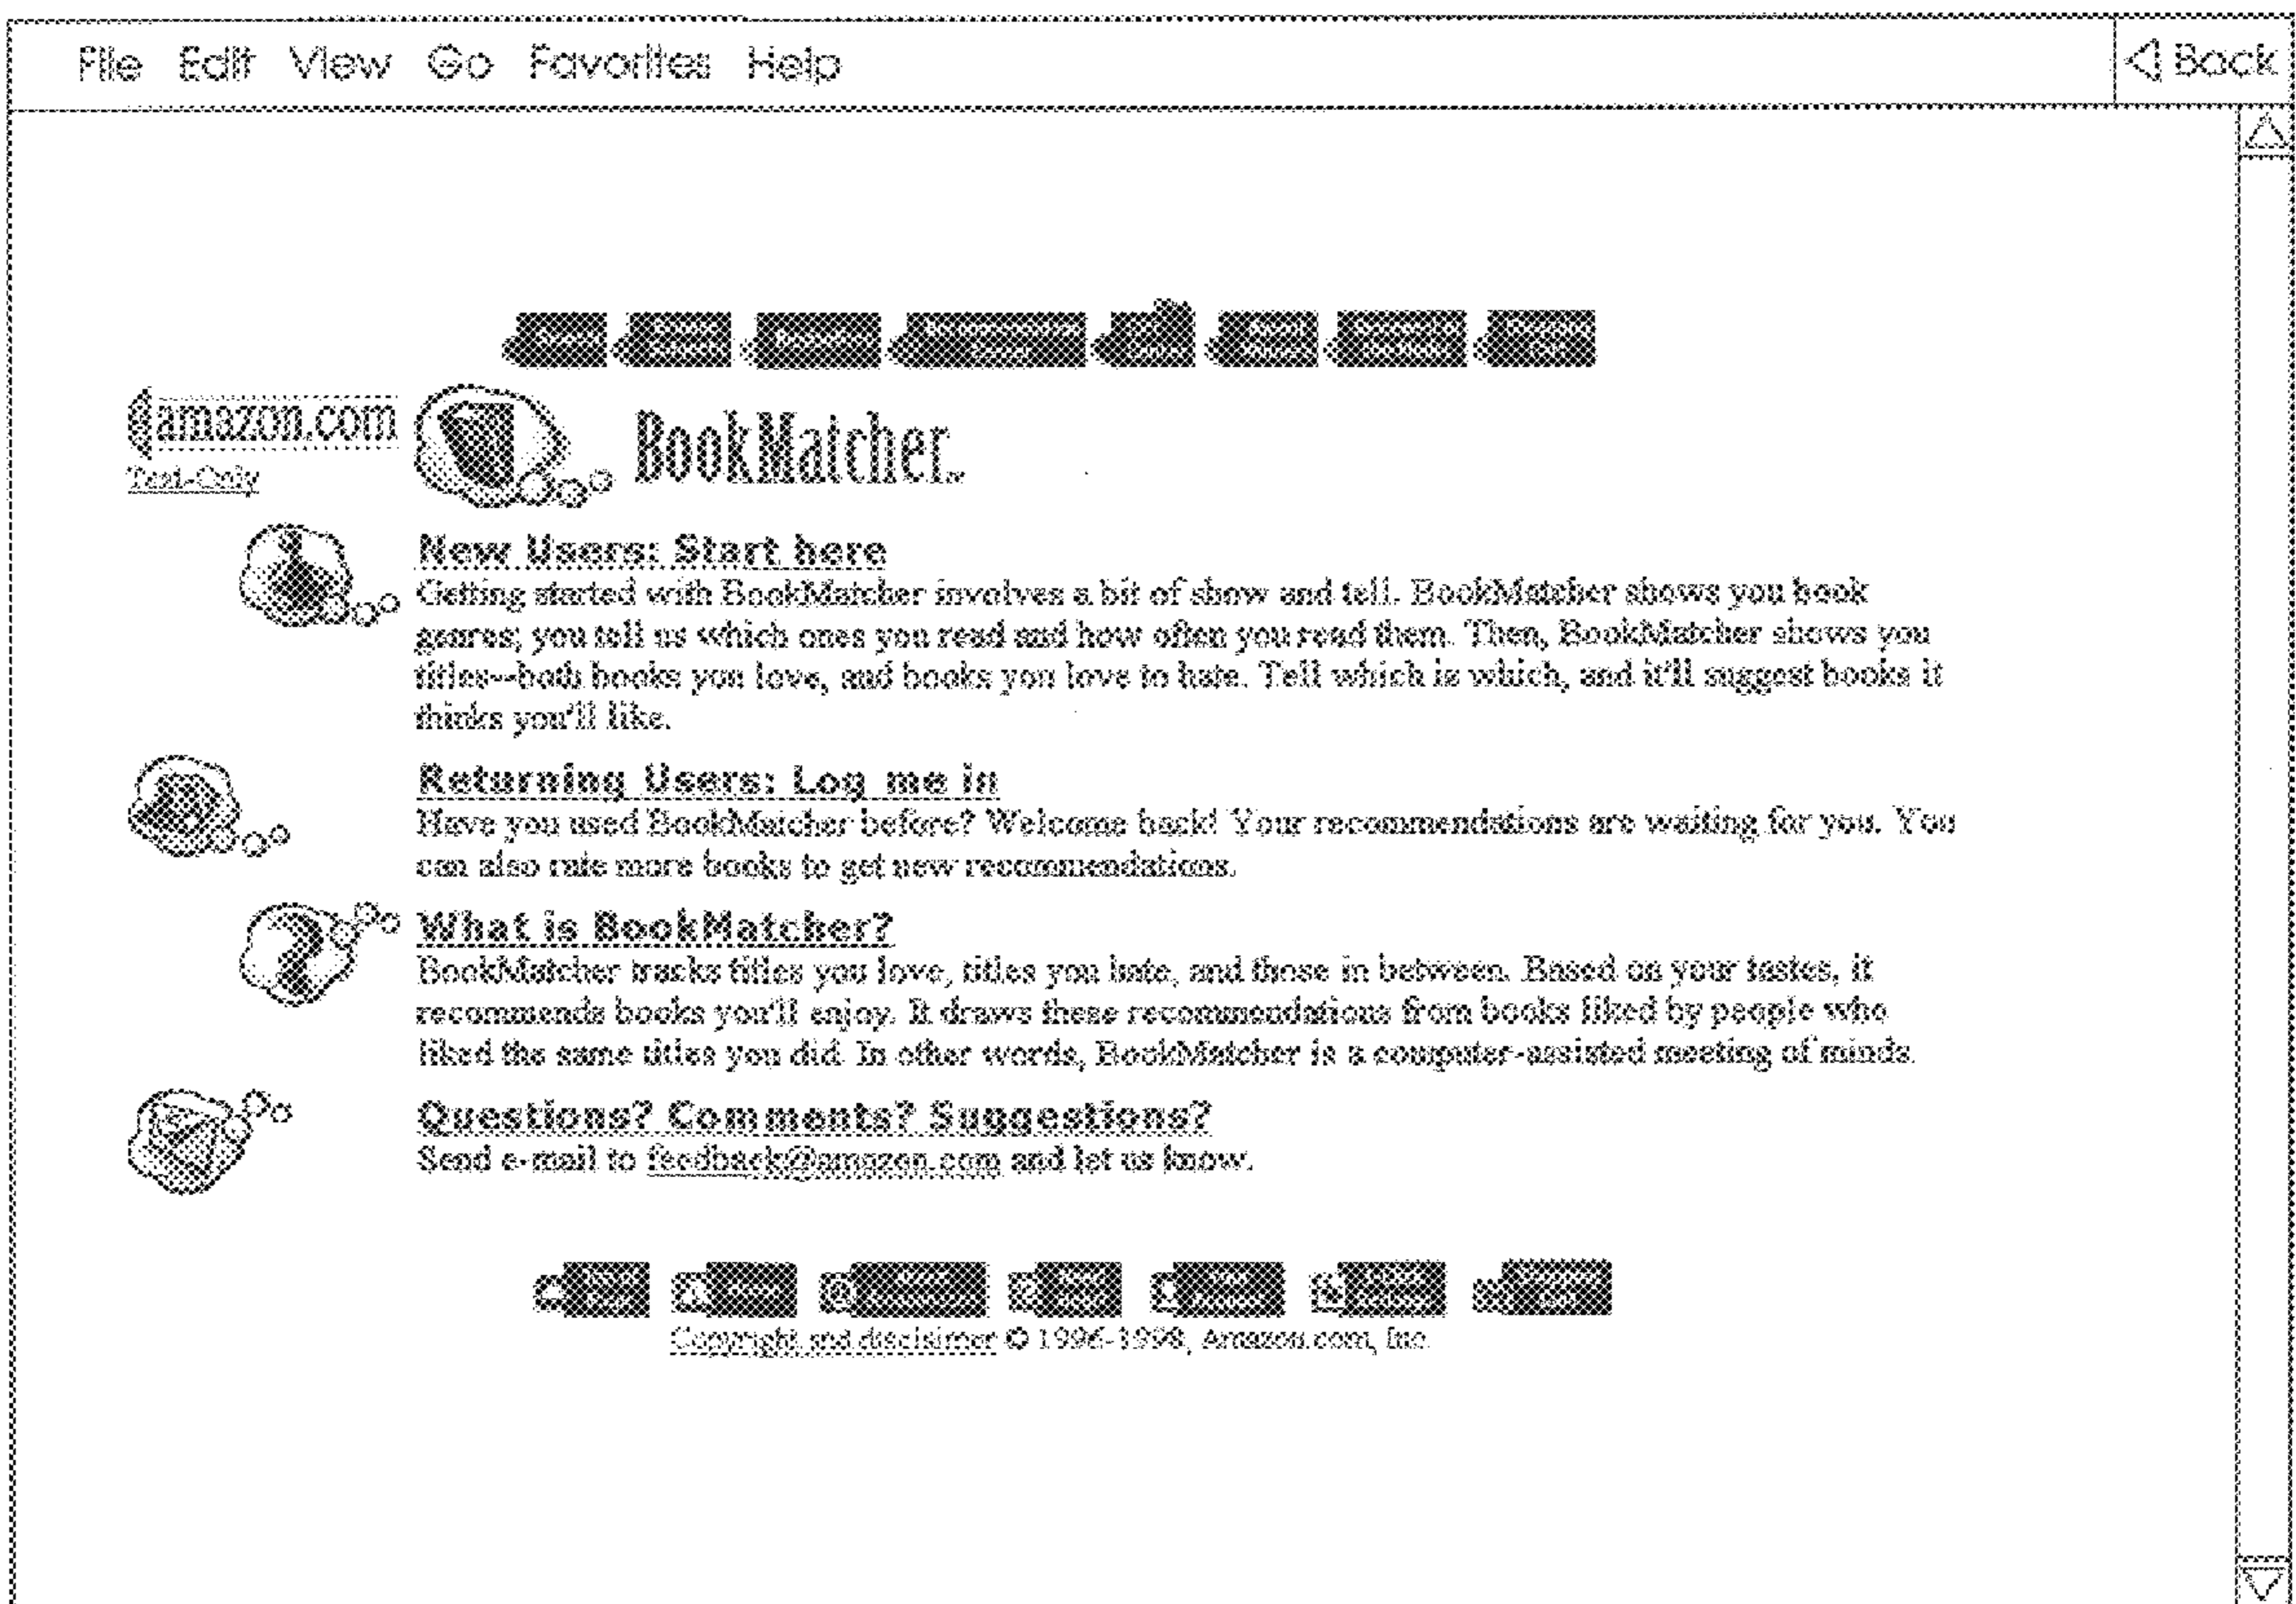 File Edit View Go Favorites Help
Back
amazon.com
BookMatcher
Text-Only
New Users: Start here
Getting started with BookMatcher involves a bit of show and tell. BookMatcher shows you book
genres; you tell us which ones you read and how often you read them. Then, BookMatcher shows you
titles--both books you love, and books you love to hate. Tell which is which, and it'll suggest books it
thinks you'll like.
Returning Users: Log me in
Have you used BookMatcher before? Welcome back! Your recommendations are waiting for you. You
can also rate more books to get new recommendations.
What is BookMatcher?
BookMatcher tracks titles you love, titles you hate, and those in between. Based on your tastes, it
recommends books you'll enjoy. It draws these recommendations from books liked by people who
liked the same titles you did. In other words, BookMatcher is a computer-assisted meeting of minds.
Questions? Comments? Suggestions?
Send e-mail to feedback@amazon.com and let us know.
Copyright and disclaimer © 1996-1998, Amazon.com, Inc.